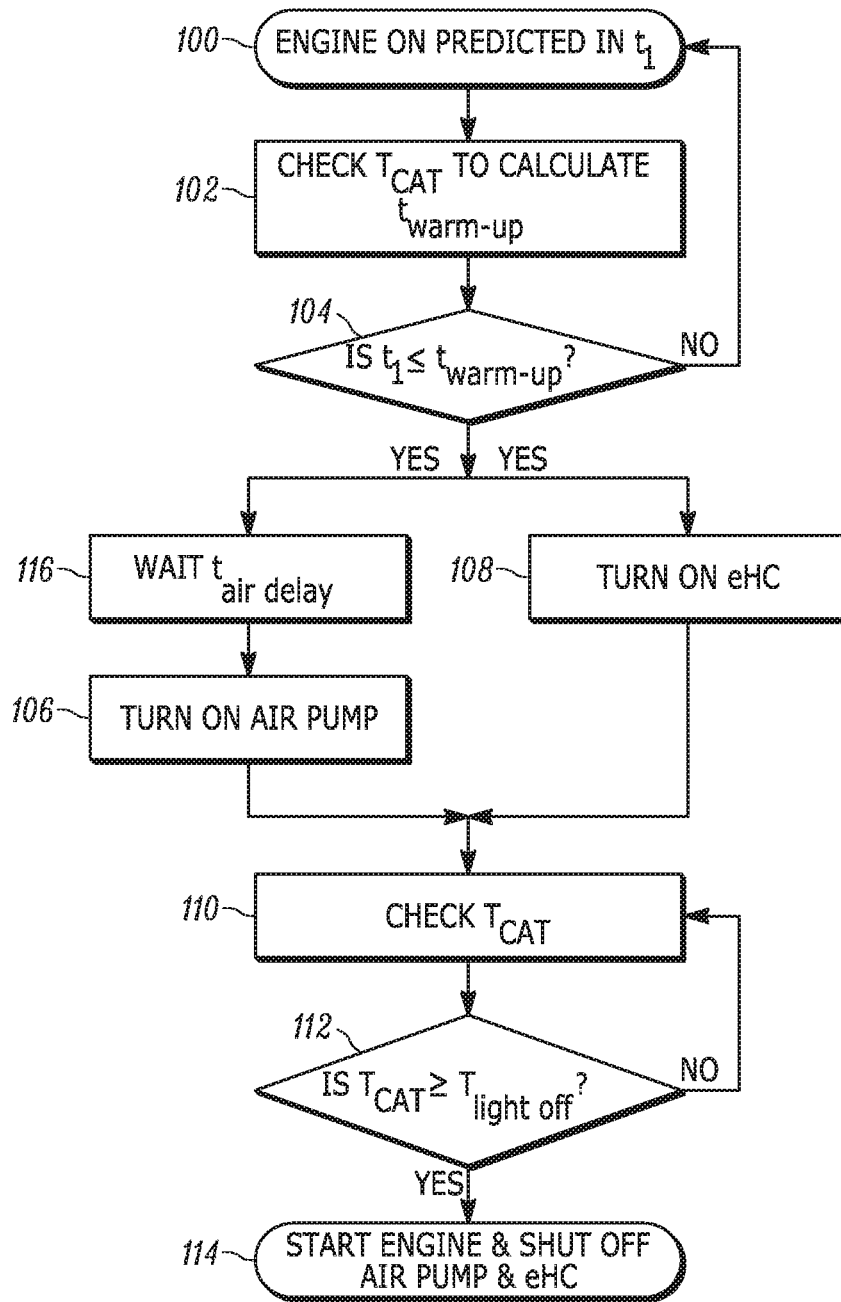 100
ENGINE ON PREDICTED IN t1
102
CHECK TCAT TO CALCULATE
twarm-up
104
IS t1 ≤ twarm-up?
NO
YES YES
116
WAIT tair delay
108
TURN ON eHC
106
TURN ON AIR PUMP
110
CHECK TCAT
112
IS TCAT ≥ Tlight off?
NO
YES
114
START ENGINE & SHUT OFF
AIR PUMP & eHC